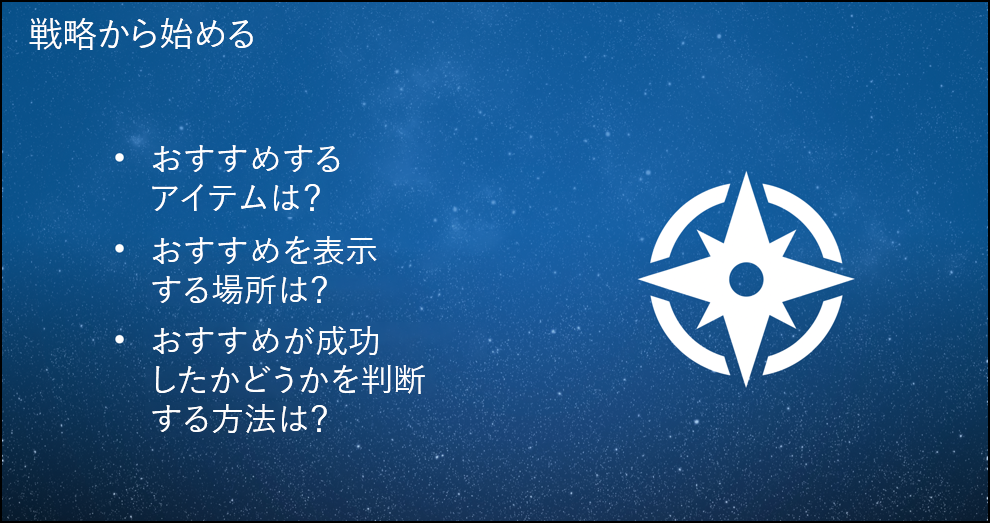 戦略から始める
• おすすめする
アイテムは?
• おすすめを表示
する場所は?
• おすすめが成功
したかどうかを判断
する方法は?